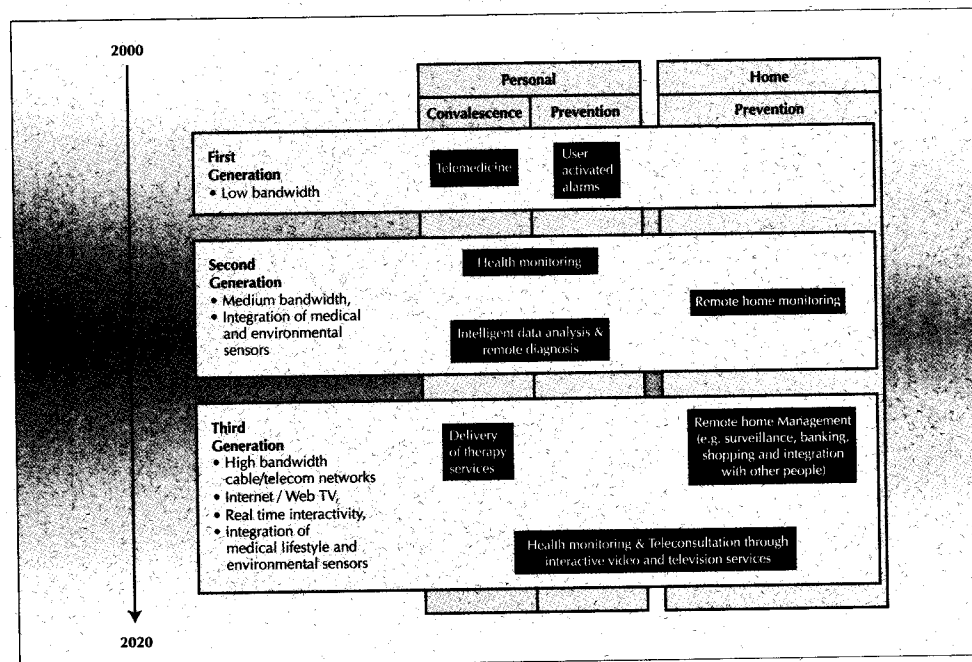 2000
Personal
Home
Convalescence
Prevention
Prevention
First
Generation
• Low bandwidth
Telemedicine
User
activated
alarms
Second
Generation
• Medium bandwidth,
• Integration of medical
and environmental
sensors
Health monitoring
Remote home monitoring
Intelligent data analysis &
remote diagnosis
Third
Generation
• High bandwidth
cable/telecom networks
• Internet / Web TV,
• Real time interactivity,
• integration of
medical lifestyle and
environmental sensors
Delivery
of therapy
services
Remote home Management
(e.g. surveillance, banking,
shopping and integration
with other people)
Health monitoring & Teleconsultation through
interactive video and television services
2020